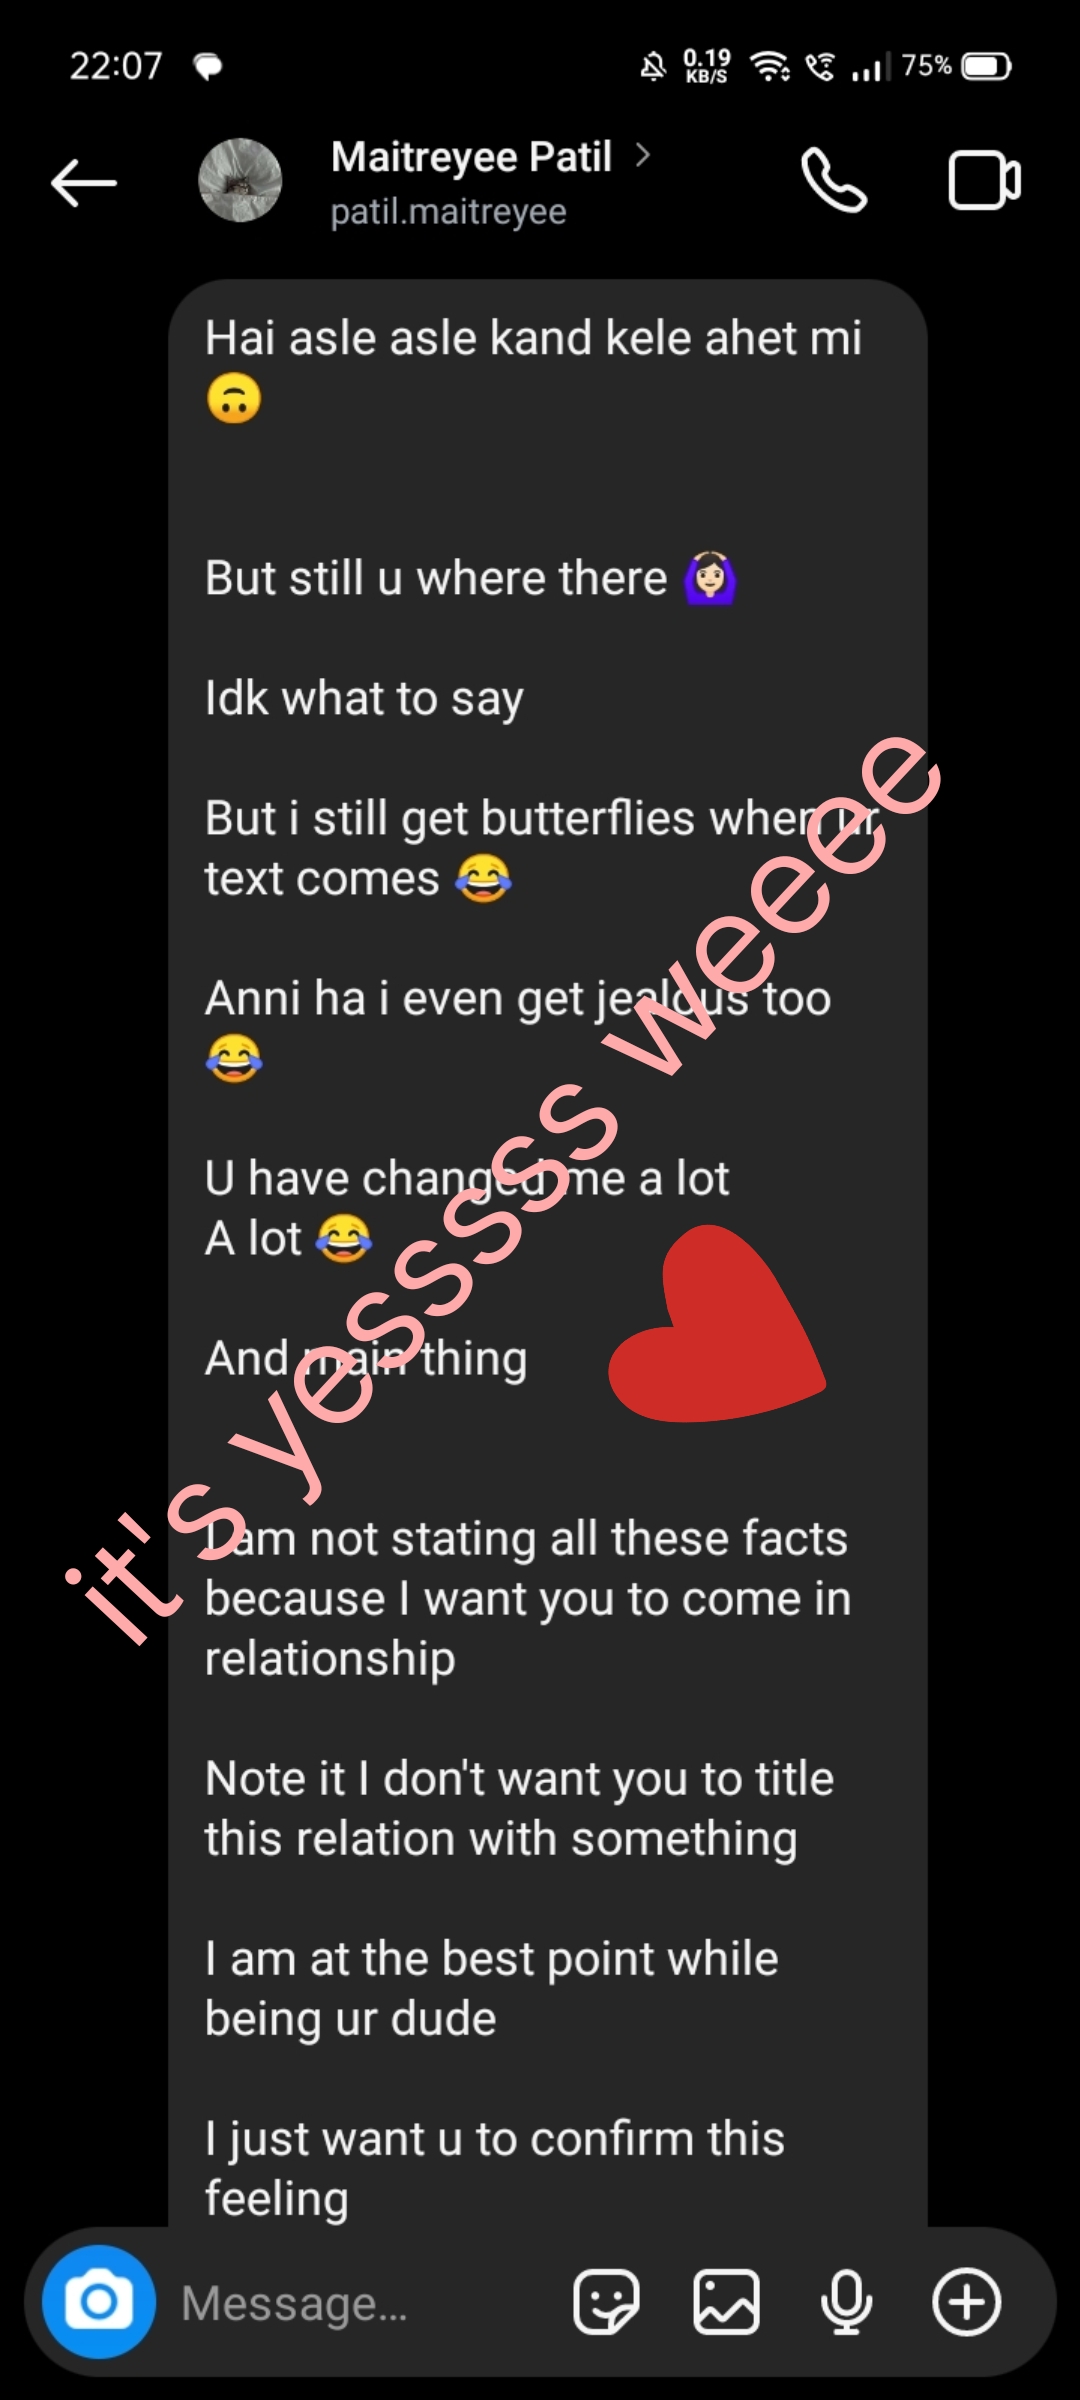 22:07
0.19
KB/S
75%
Maitreyee Patil
patil.maitreyee
Hai asle asle kand kele ahet mi
🙃
But still u where there 🙆🏻‍♀️
Idk what to say
But i still get butterflies when ur
text comes 😂
Anni ha i even get jealous too
😂
U have changed me a lot
A lot 😂
And main thing
it's yesssss weeee
I am not stating all these facts
because I want you to come in
relationship
Note it I don't want you to title
this relation with something
I am at the best point while
being ur dude
I just want u to confirm this
feeling
Message...